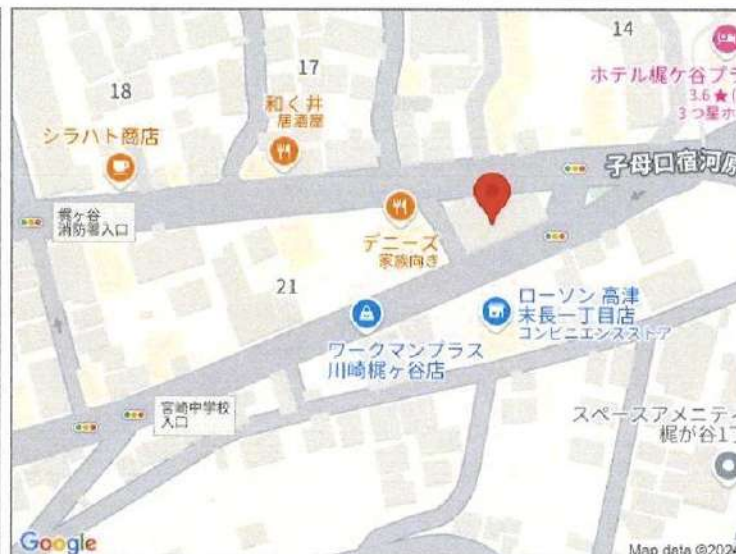 14
ホテル梶ケ谷プラ
3.6★(
3 つ星ホ
17
和く井
居酒屋
18
シラハト商店
子母口宿河原
梶ヶ谷
消防署入口
デニーズ
家族向き
21
ローソン 高津
末長一丁目店
コンビニエンスストア
ワークマンプラス
川崎梶ヶ谷店
宮崎中学校
入口
スペースアメニティ
梶が谷1丁
Google
Map data ©2024